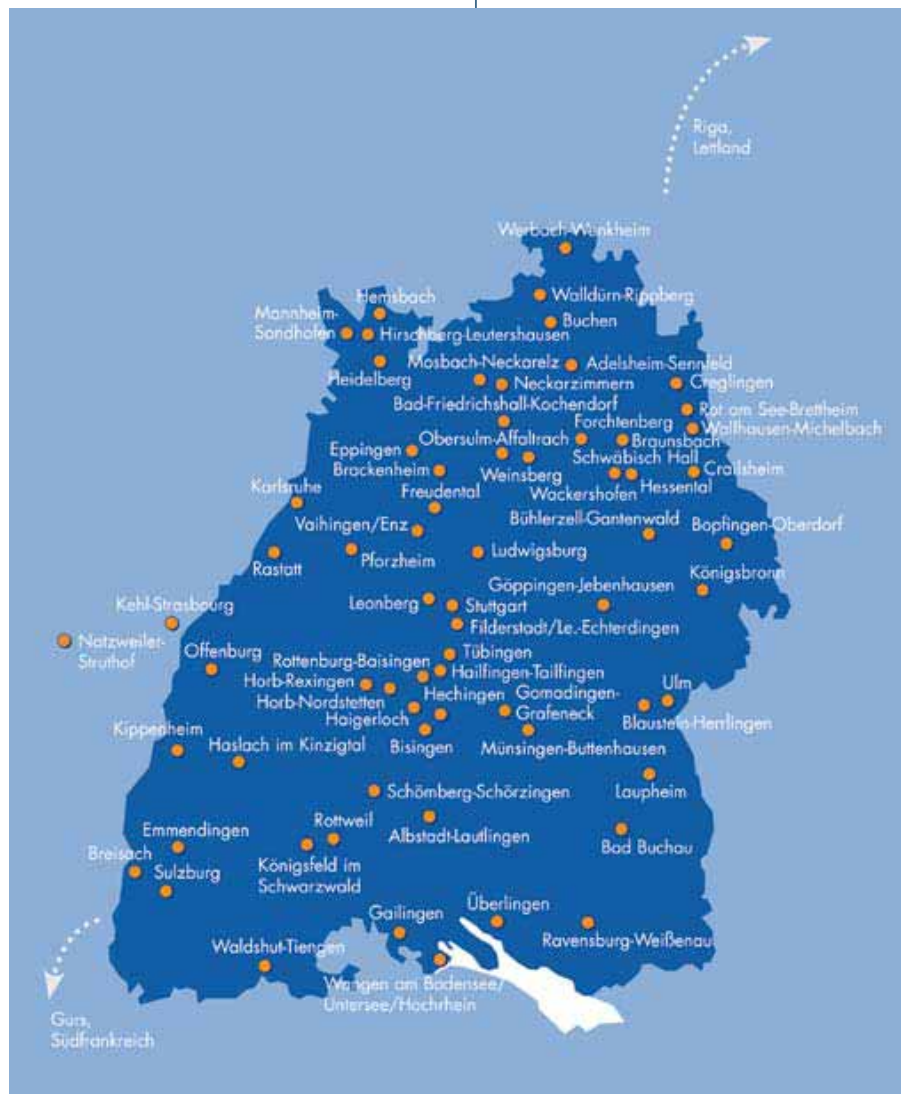 Riga,
Lettland
Werbach-Wenkheim
Walldürn-Rippberg
Hemsbach
Mannheim-
Sandhofen
Buchen
Hirschberg-Leutershausen
Mosbach-Neckarelz
Adelsheim-Sennfeld
Heidelberg
Neckarzimmern
Creglingen
Bad-Friedrichshall-Kochendorf
Rot am See-Brettheim
Forchtenberg
Wallhausen-Michelbach
Obersulm-Affaltrach
Braunsbach
Eppingen
Schwäbisch Hall
Brackenheim
Weinsberg
Crailsheim
Hessental
Karlsruhe
Freudental
Wackershofen
Vaihingen/Enz
Bühlerzell-Gantenwald
Bopfingen-Oberdorf
Ludwigsburg
Pforzheim
Rastatt
Königsbronn
Göppingen-Jebenhausen
Kehl-Strasbourg
Leonberg
Stuttgart
Filderstadt/Le.-Echterdingen
Natzweiler-
Struthof
Offenburg
Tübingen
Rottenburg-Baisingen
Hailfingen-Tailfingen
Horb-Rexingen
Ulm
Hechingen
Gomadingen-
Grafeneck
Horb-Nordstetten
Haigerloch
Blaustein-Herrlingen
Kippenheim
Haslach im Kinzigtal
Bisingen
Münsingen-Buttenhausen
Schömberg-Schörzingen
Laupheim
Rottweil
Emmendingen
Albstadt-Lautlingen
Bad Buchau
Breisach
Sulzburg
Königsfeld im
Schwarzwald
Überlingen
Gailingen
Waldshut-Tiengen
Ravensburg-Weißenau
Wangen am Bodensee/
Untersee/Hochrhein
Gurs,
Südfrankreich